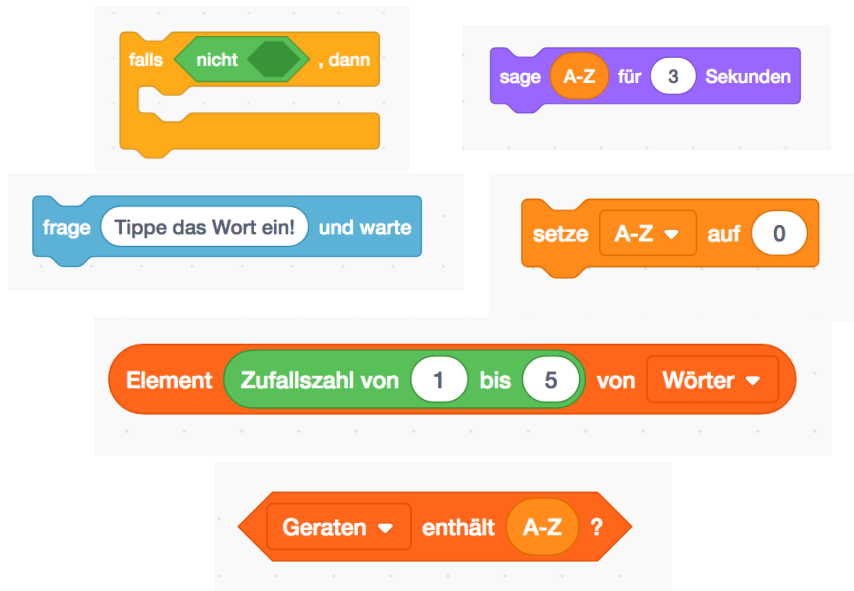 falls nicht , dann
sage A-Z für 3 Sekunden
frage Tippe das Wort ein! und warte
setze A-Z auf 0
Element Zufallszahl von 1 bis 5 von Wörter
Geraten enthält A-Z ?